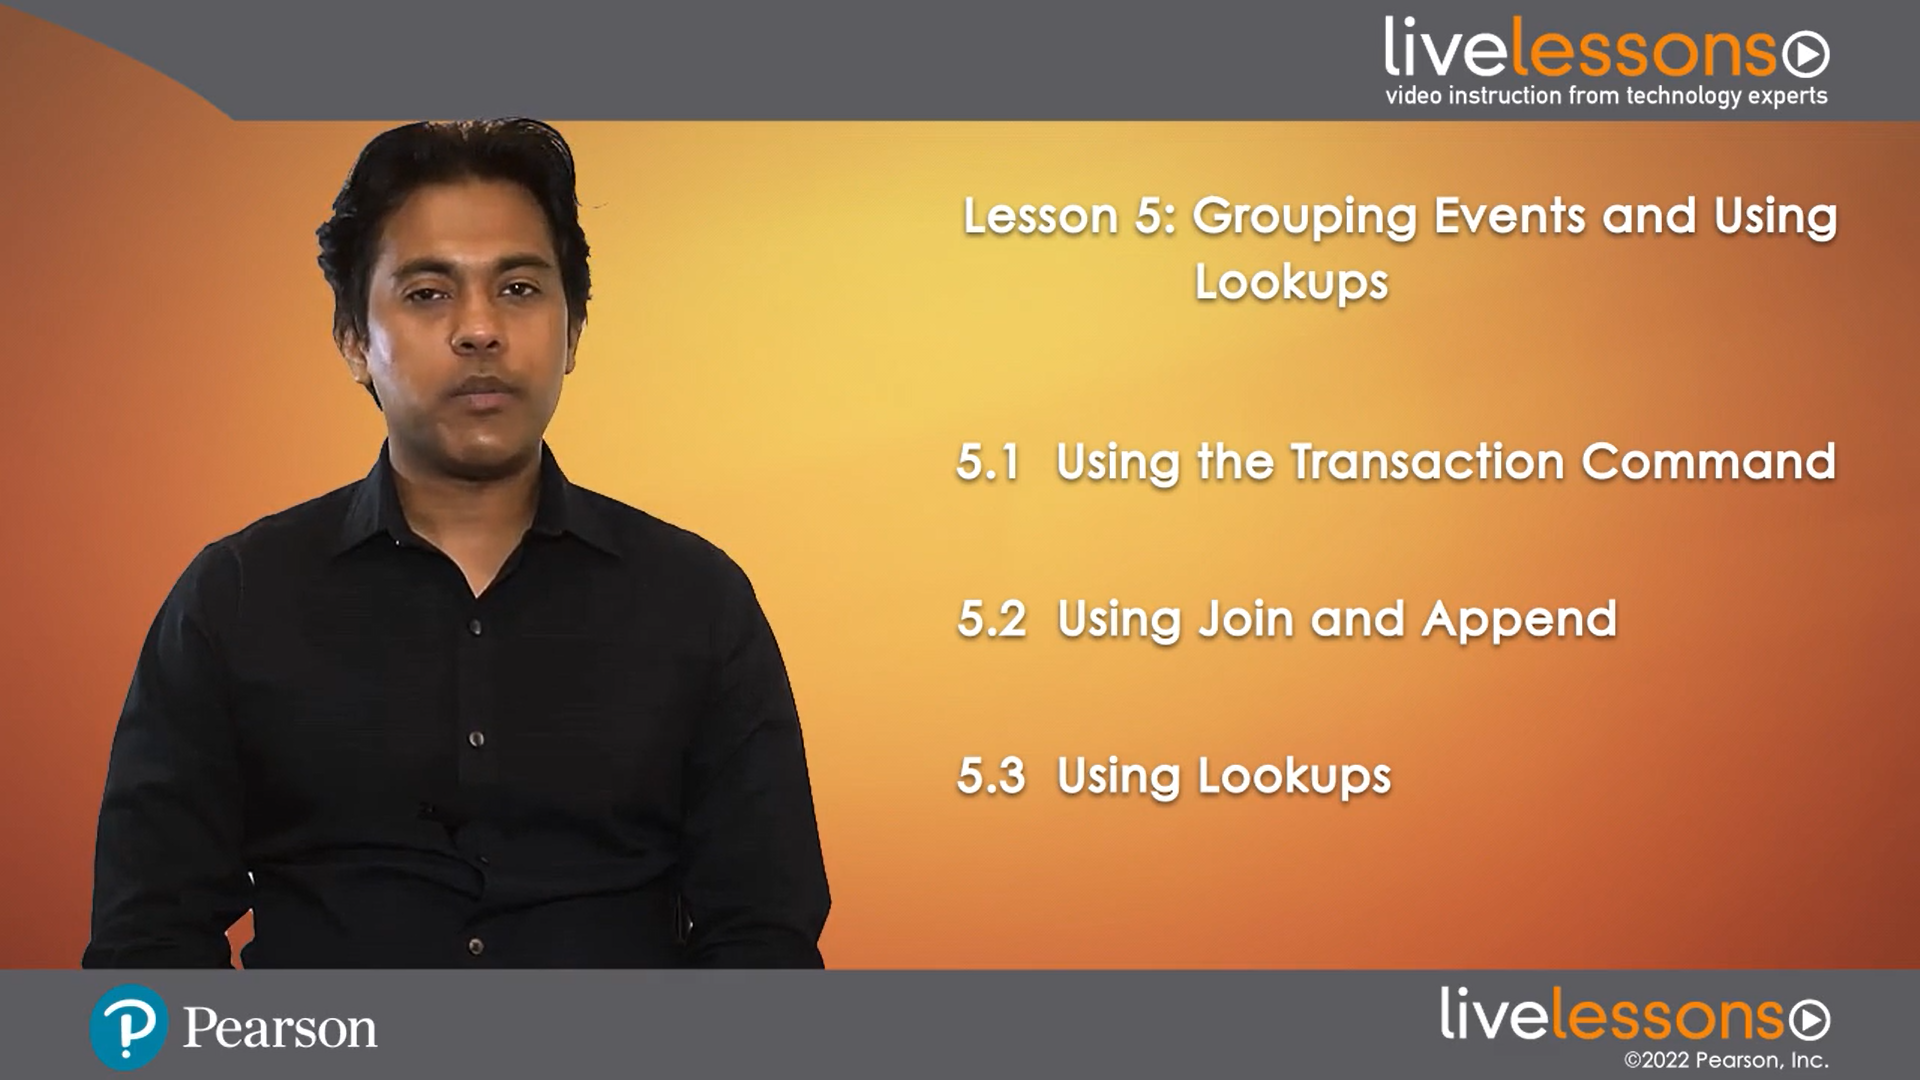 livelessons
video instruction from technology experts
Lesson 5: Grouping Events and Using
Lookups
5.1 Using the Transaction Command
5.2 Using Join and Append
5.3 Using Lookups
Pearson
livelessons
©2022 Pearson, Inc.